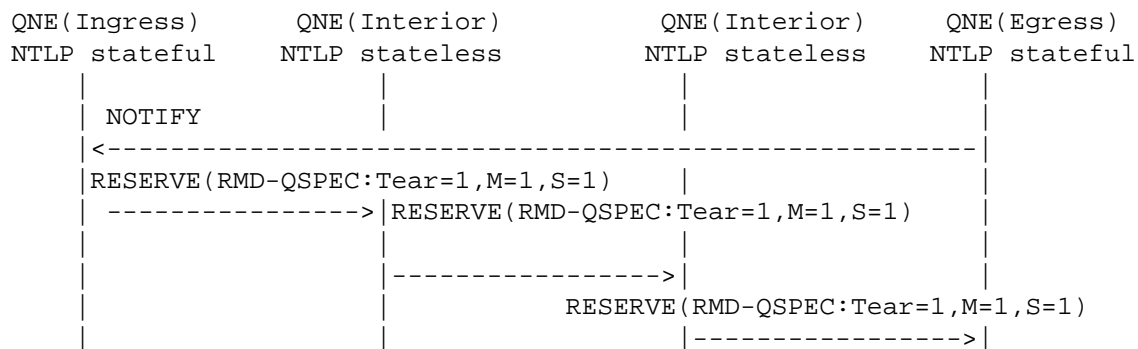 QNE(Ingress) QNE(Interior) QNE(Interior) QNE(Egress)
NTLP stateful NTLP stateless NTLP stateless NTLP stateful
NOTIFY
RESERVE(RMD-QSPEC:Tear=1,M=1,S=1)
RESERVE(RMD-QSPEC:Tear=1,M=1,S=1)
RESERVE(RMD-QSPEC:Tear=1,M=1,S=1)